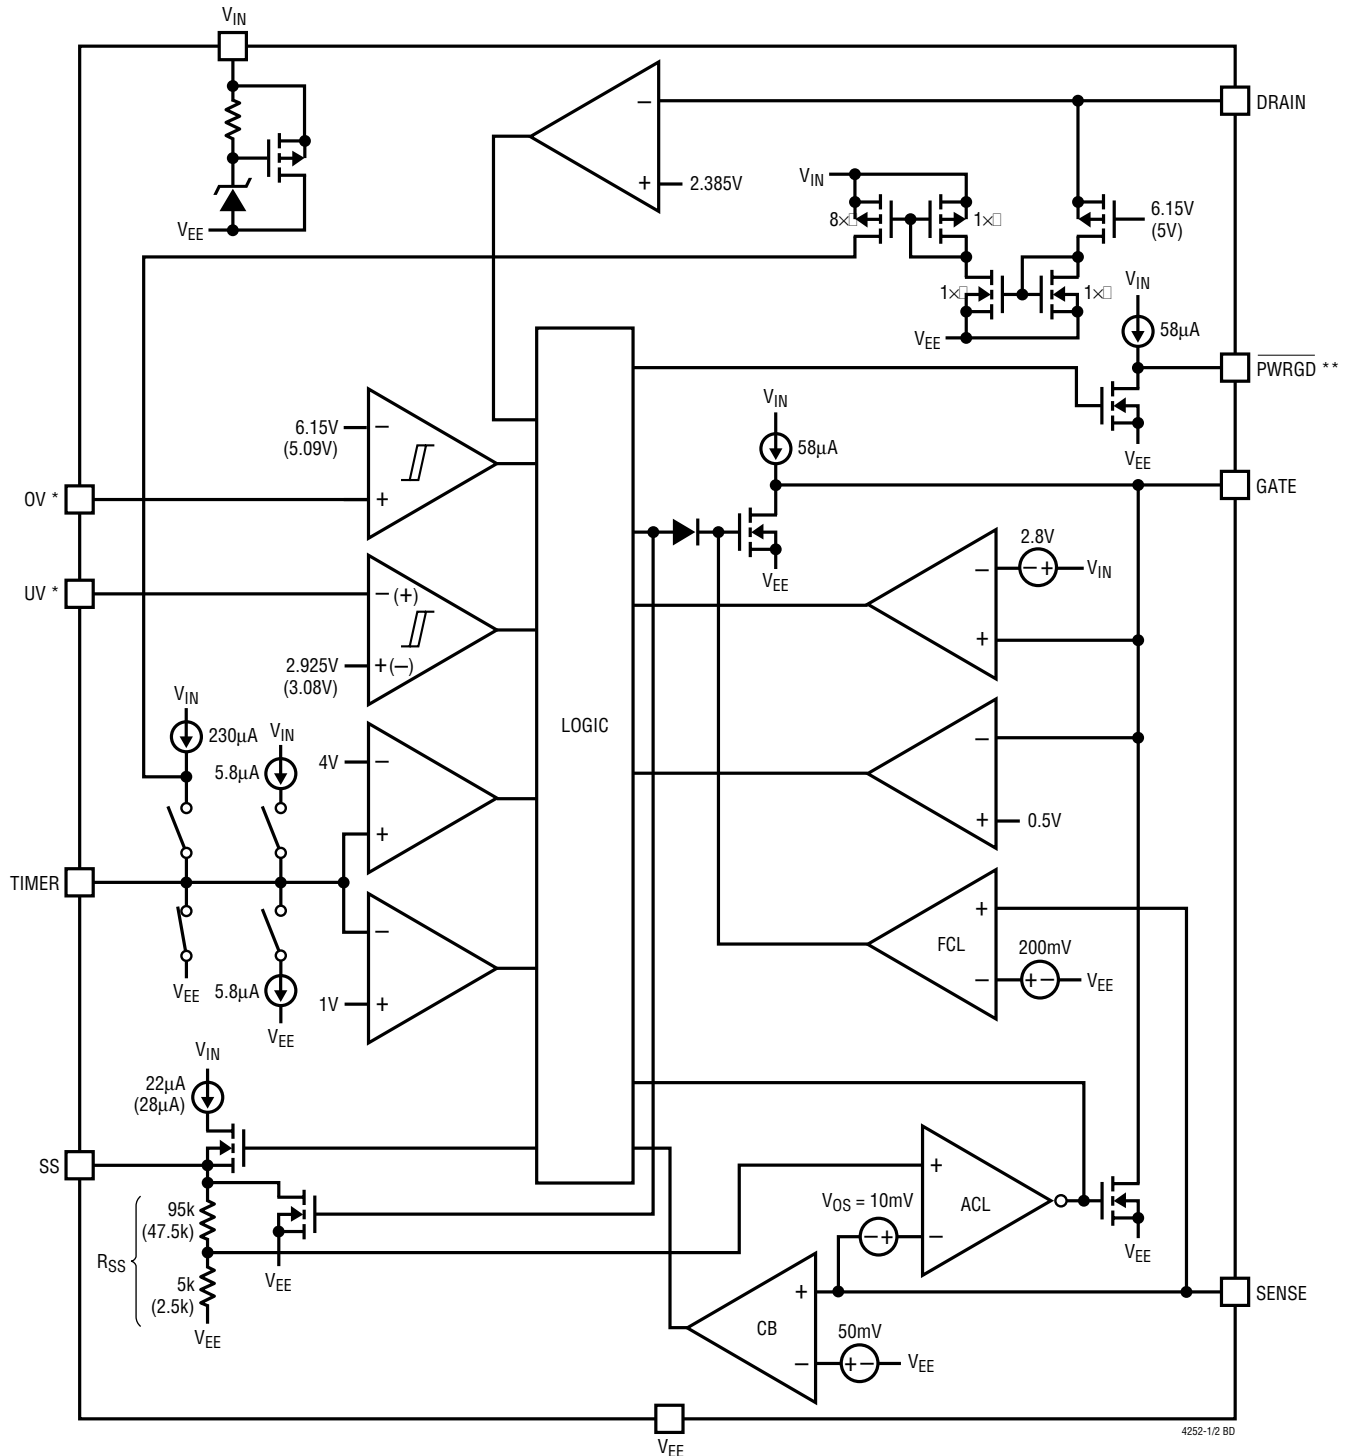 VIN
DRAIN
−
+
2.385V
VIN
8×
1×
6.15V
(5V)
VEE
1×
1×
VIN
58µA
VEE
PWRGD **
VIN
58µA
VEE
6.15V
(5.09V)
−
+
OV *
GATE
VEE
2.8V
− +
VIN
−
+
UV *
− (+)
2.925V
(3.08V)
+ (−)
LOGIC
VIN
230µA
VIN
5.8µA
4V
−
+
−
+
0.5V
TIMER
−
1V
+
VEE
5.8µA
VEE
+
FCL
−
200mV
+ −
VEE
VIN
22µA
(28µA)
SS
95k
(47.5k)
RSS
5k
(2.5k)
VEE
VEE
VOS = 10mV
− +
+
ACL
−
VEE
SENSE
+
CB
−
50mV
+ −
VEE
VEE
4252-1/2 BD